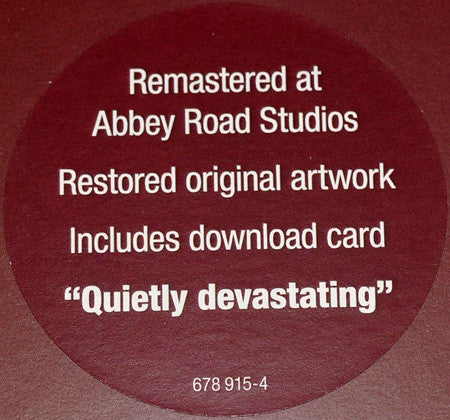 Remastered at
Abbey Road Studios
Restored original artwork
Includes download card
“Quietly devastating”
678 915-4